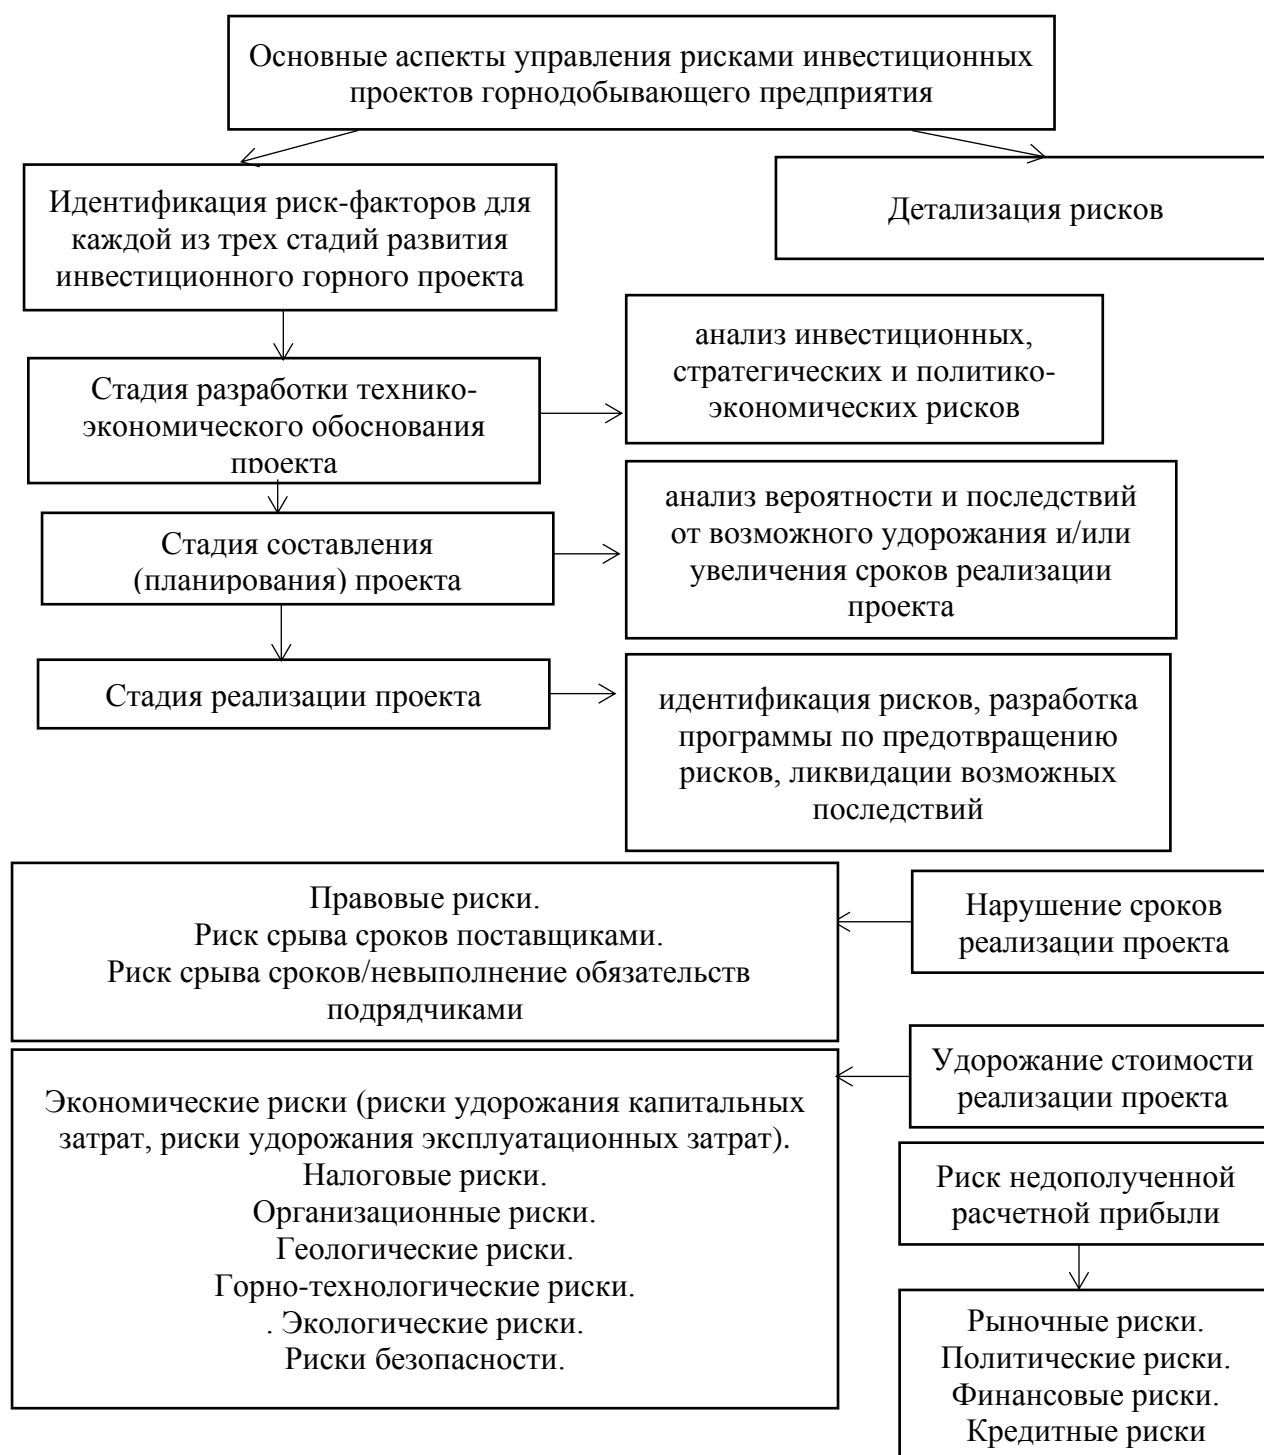 Основные аспекты управления рисками инвестиционных
проектов горнодобывающего предприятия
Идентификация риск-факторов для
каждой из трех стадий развития
инвестиционного горного проекта
Детализация рисков
Стадия разработки технико-
экономического обоснования
проекта
анализ инвестиционных,
стратегических и политико-
экономических рисков
Стадия составления
(планирования) проекта
анализ вероятности и последствий
от возможного удорожания и/или
увеличения сроков реализации
проекта
Стадия реализации проекта
идентификация рисков, разработка
программы по предотвращению
рисков, ликвидации возможных
последствий
Правовые риски.
Риск срыва сроков поставщиками.
Риск срыва сроков/невыполнение обязательств
подрядчиками
Нарушение сроков
реализации проекта
Экономические риски (риски удорожания капитальных
затрат, риски удорожания эксплуатационных затрат).
Налоговые риски.
Организационные риски.
Геологические риски.
Горно-технологические риски.
. Экологические риски.
Риски безопасности.
Удорожание стоимости
реализации проекта
Риск недополученной
расчетной прибыли
Рыночные риски.
Политические риски.
Финансовые риски.
Кредитные риски